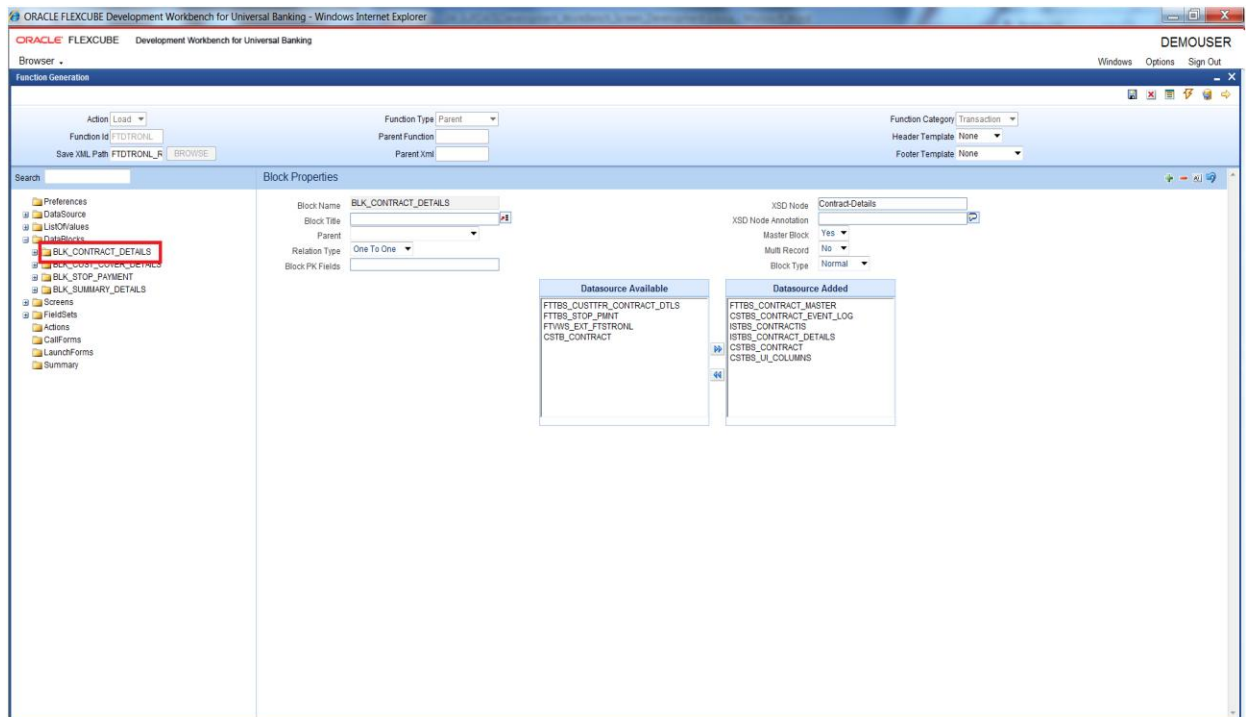 ORACLE FLEXCUBE Development Workbench for Universal Banking - Windows Internet Explorer
ORACLE FLEXCUBE Development Workbench for Universal Banking
DEMOUSER
Browser
Windows Options Sign Out
Function Generation
Action Load
Function Type Parent
Function Category Transaction
Function Id FTDTRONL
Parent Function
Header Template None
Save XML Path FTDTRONL_R BROWSE
Parent Xml
Footer Template None
Search
Block Properties
Preferences
DataSource
ListOfValues
DataBlocks
BLK_CONTRACT_DETAILS
BLK_CUST_COVER_DETAILS
BLK_STOP_PAYMENT
BLK_SUMMARY_DETAILS
Screens
FieldSets
Actions
CallForms
LaunchForms
Summary
Block Name BLK_CONTRACT_DETAILS
Block Title
Parent
Relation Type One To One
Block PK Fields
XSD Node Contract-Details
XSD Node Annotation
Master Block Yes
Multi Record No
Block Type Normal
Datasource Available
FTTBS_CUSTTFR_CONTRACT_DTLS
FTTBS_STOP_PMNT
FTVWS_EXT_FTSTRONL
CSTB_CONTRACT
Datasource Added
FTTBS_CONTRACT_MASTER
CSTBS_CONTRACT_EVENT_LOG
ISTBS_CONTRACTIS
ISTBS_CONTRACT_DETAILS
CSTBS_CONTRACT
CSTBS_UI_COLUMNS